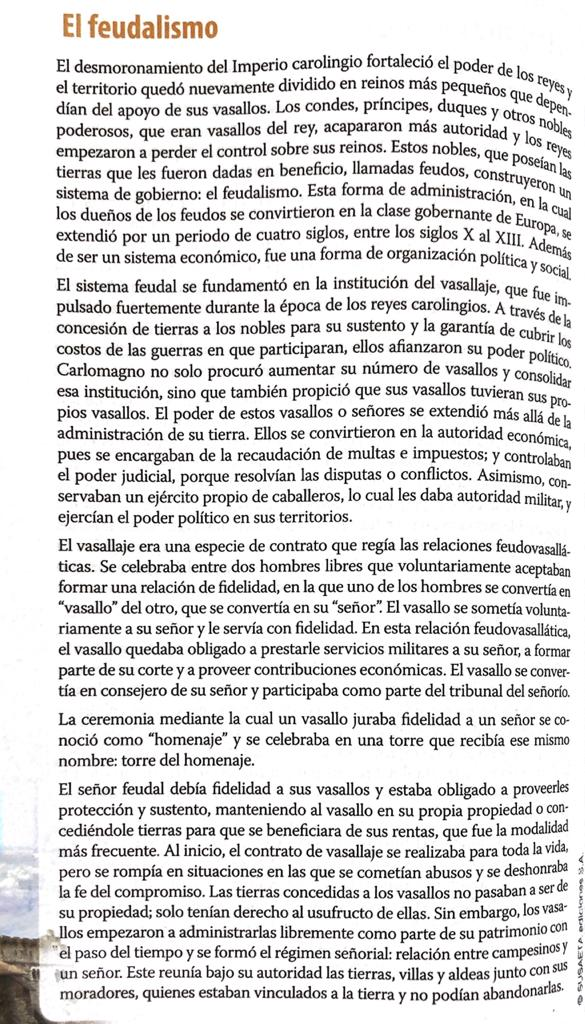 El feudalismo
El desmoronamiento del Imperio carolingio fortaleció el poder de los reyes y
el territorio quedó nuevamente dividido en reinos más pequeños que depen-
dían del apoyo de sus vasallos. Los condes, príncipes, duques y otros nobles
poderosos, que eran vasallos del rey, acapararon más autoridad y los reyes
empezaron a perder el control sobre sus reinos. Estos nobles, que poseían las
tierras que les fueron dadas en beneficio, llamadas feudos, construyeron un
sistema de gobierno: el feudalismo. Esta forma de administración, en la cual
los dueños de los feudos se convirtieron en la clase gobernante de Europa, se
extendió por un periodo de cuatro siglos, entre los siglos X al XIII. Además
de ser un sistema económico, fue una forma de organización política y social.
El sistema feudal se fundamentó en la institución del vasallaje, que fue im-
pulsado fuertemente durante la época de los reyes carolingios. A través de la
concesión de tierras a los nobles para su sustento y la garantía de cubrir los
costos de las guerras en que participaran, ellos afianzaron su poder político.
Carlomagno no solo procuró aumentar su número de vasallos y consolidar
esa institución, sino que también propició que sus vasallos tuvieran sus pro-
pios vasallos. El poder de estos vasallos o señores se extendió más allá de la
administración de su tierra. Ellos se convirtieron en la autoridad económica,
pues se encargaban de la recaudación de multas e impuestos; y controlaban
el poder judicial, porque resolvían las disputas o conflictos. Asimismo, con-
servaban un ejército propio de caballeros, lo cual les daba autoridad militar, y
ejercían el poder político en sus territorios.
El vasallaje era una especie de contrato que regía las relaciones feudovasallá-
ticas. Se celebraba entre dos hombres libres que voluntariamente aceptaban
formar una relación de fidelidad, en la que uno de los hombres se convertía en
"vasallo" del otro, que se convertía en su "señor". El vasallo se sometía volunta-
riamente a su señor y le servía con fidelidad. En esta relación feudovasallática,
el vasallo quedaba obligado a prestarle servicios militares a su señor, a formar
parte de su corte y a proveer contribuciones económicas. El vasallo se conver-
tía en consejero de su señor y participaba como parte del tribunal del señorío.
La ceremonia mediante la cual un vasallo juraba fidelidad a un señor se co-
noció como "homenaje" y se celebraba en una torre que recibía ese mismo
nombre: torre del homenaje.
El señor feudal debía fidelidad a sus vasallos y estaba obligado a proveerles
protección y sustento, manteniendo al vasallo en su propia propiedad o con-
cediéndole tierras para que se beneficiara de sus rentas, que fue la modalidad
más frecuente. Al inicio, el contrato de vasallaje se realizaba para toda la vida,
pero se rompía en situaciones en las que se cometían abusos y se deshonraba
la fe del compromiso. Las tierras concedidas a los vasallos no pasaban a ser de
su propiedad; solo tenían derecho al usufructo de ellas. Sin embargo, los vasa-
llos empezaron a administrarlas libremente como parte de su patrimonio con
el paso del tiempo y se formó el régimen señorial: relación entre campesinos y
un señor. Este reunía bajo su autoridad las tierras, villas y aldeas junto con sus
moradores, quienes estaban vinculados a la tierra y no podían abandonarlas.
© SUSAETA ediciones S.A.